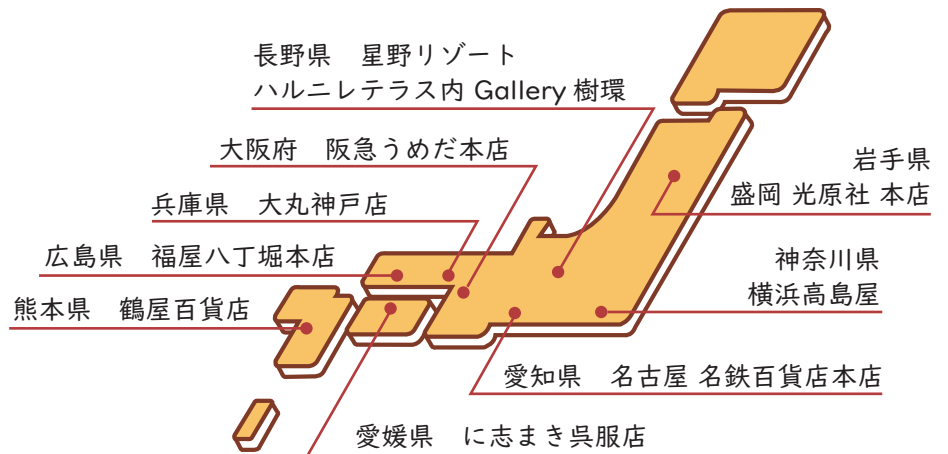 長野県　星野リゾート
ハルニレテラス内 Gallery 樹環
大阪府　阪急うめだ本店
兵庫県　大丸神戸店
広島県　福屋八丁堀本店
熊本県　鶴屋百貨店
岩手県
盛岡 光原社 本店
神奈川県
横浜高島屋
愛知県　名古屋 名鉄百貨店本店
愛媛県　に志まき呉服店